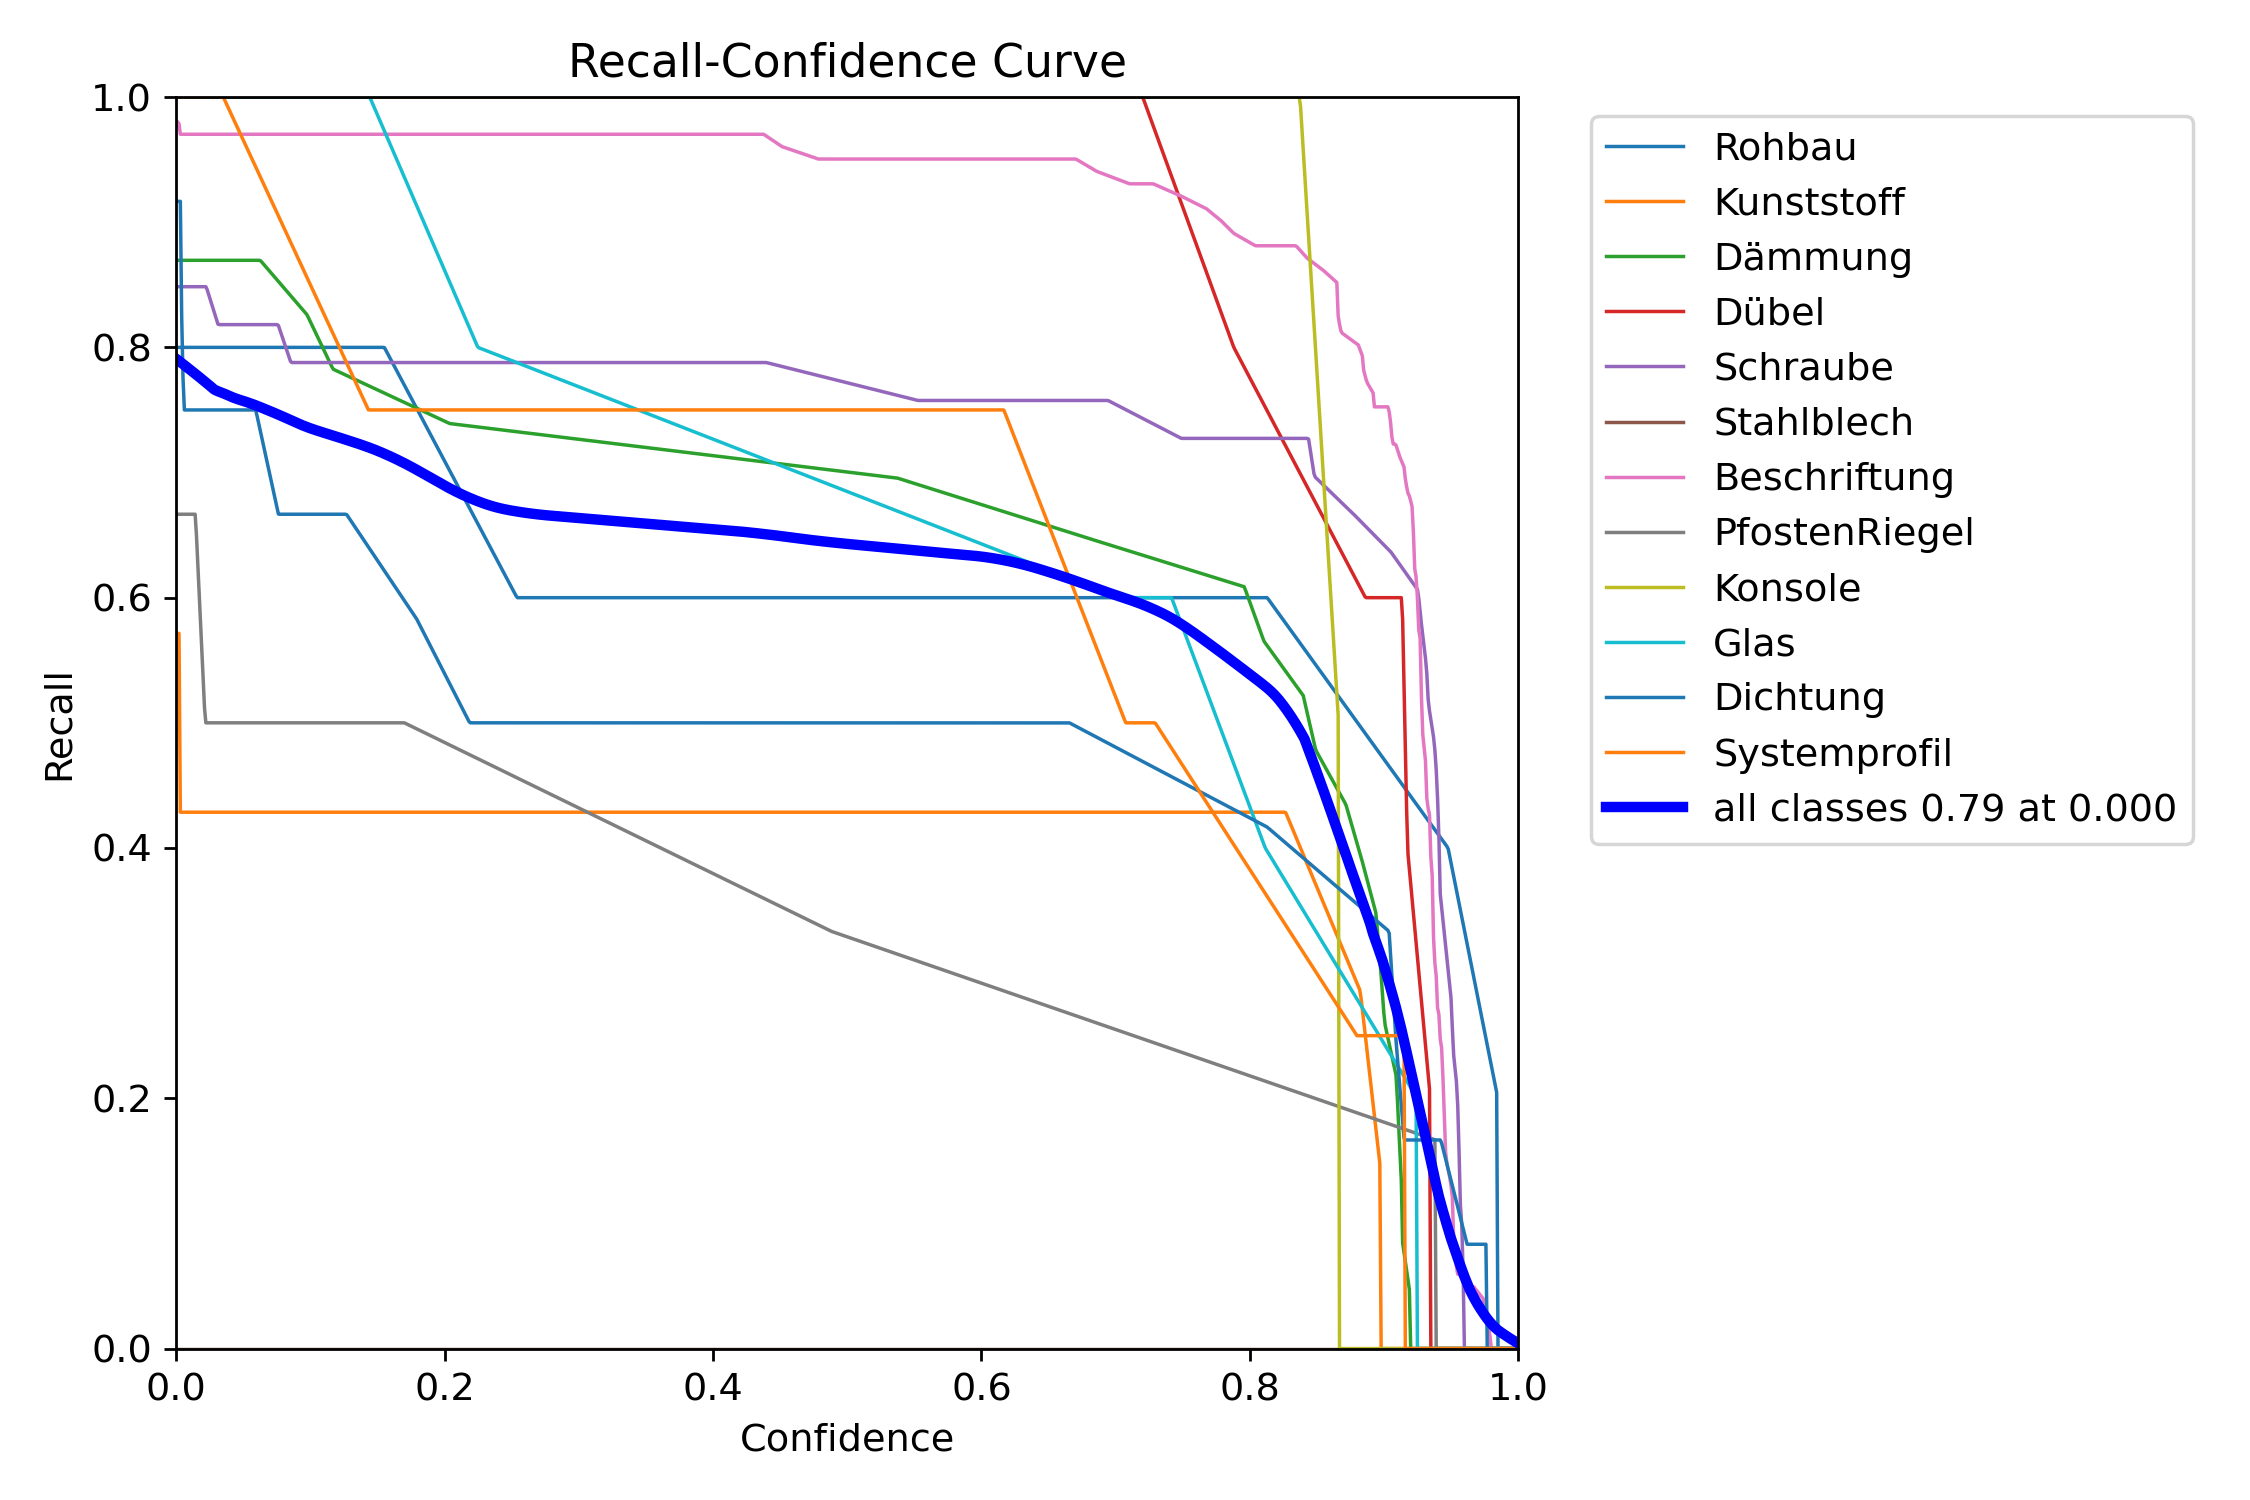 Recall-Confidence Curve
1.0
0.8
0.6
0.4
0.2
0.0
Recall
0.0 0.2 0.4 0.6 0.8 1.0
Confidence
Rohbau
Kunststoff
Dämmung
Dübel
Schraube
Stahlblech
Beschriftung
PfostenRiegel
Konsole
Glas
Dichtung
Systemprofil
all classes 0.79 at 0.000